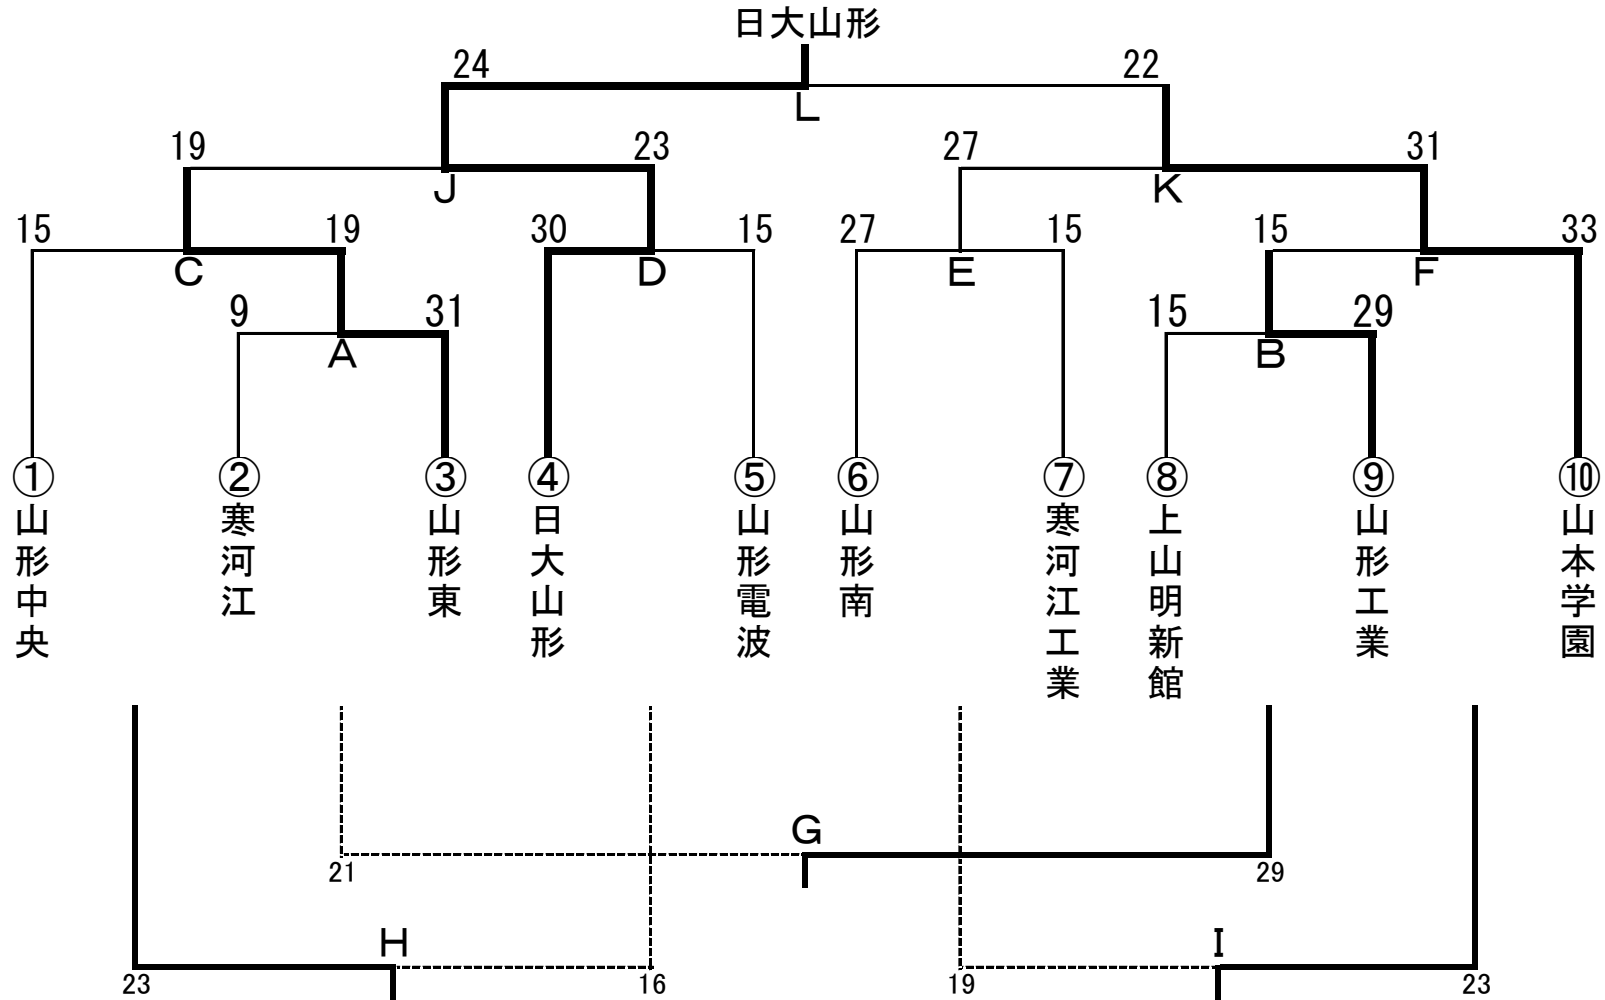 日大山形
24 22
L
19 23 27 31
J K
15 19 30 15 27 15 15 33
C D E F
9 31 15 29
A B
① ② ③ ④ ⑤ ⑥ ⑦ ⑧ ⑨ ⑩
山形中央
寒河江
山形東
日大山形
山形電波
山形南
寒河江工業
上山明新館
山形工業
山本学園
G
21 29
H I
23 16 19 23